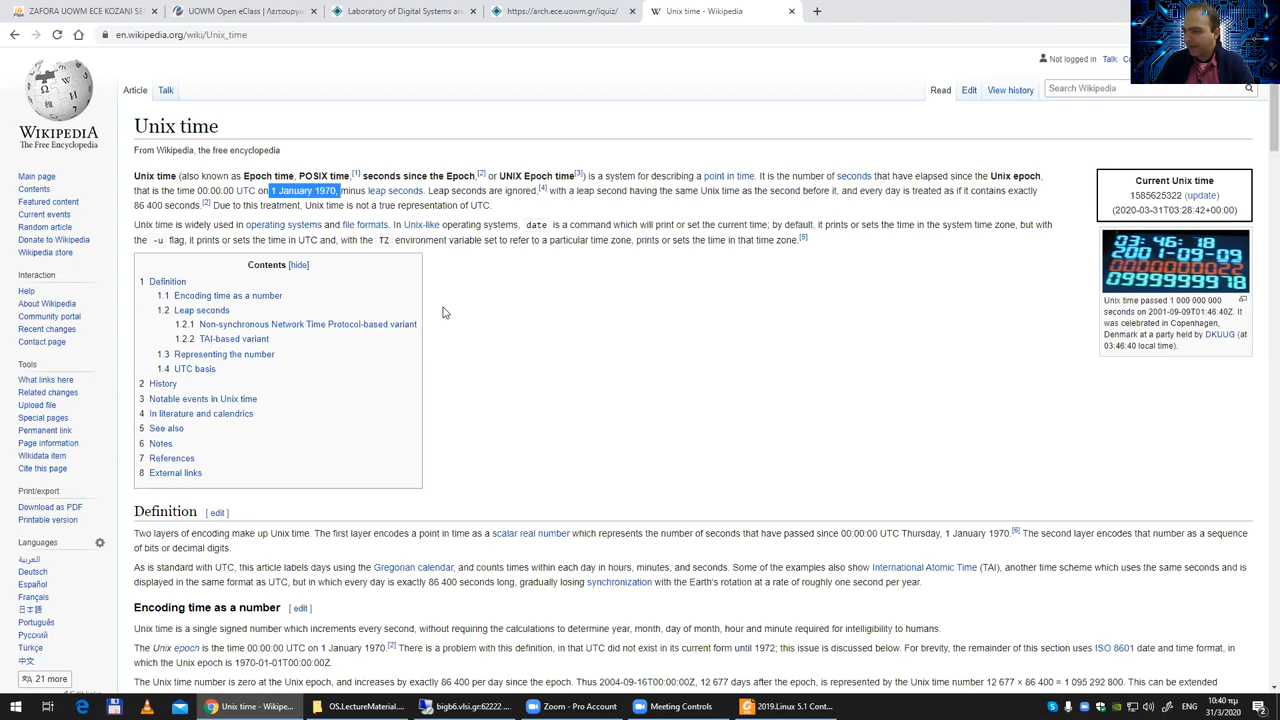 ZAFORA UOWM ECE KOZANI SE
UOWM Open eClass | Λειτουργ
Laboratory of Digital Systems and
https://arch.ece.uowm.gr/iquiz/
Unix time - Wikipedia
en.wikipedia.org/wiki/Unix_time
Not logged in Talk
Article Talk Read Edit View history Search Wikipedia
WIKIPEDIA
The Free Encyclopedia
Main page
Contents
Featured content
Current events
Random article
Donate to Wikipedia
Wikipedia store
Interaction
Help
About Wikipedia
Community portal
Recent changes
Contact page
Tools
What links here
Related changes
Upload file
Special pages
Permanent link
Page information
Wikidata item
Cite this page
Print/export
Download as PDF
Printable version
Languages
العربية
Deutsch
Español
Français
日本語
Português
Русский
Türkçe
中文
21 more
Edit links
Unix time
From Wikipedia, the free encyclopedia
Unix time (also known as Epoch time, POSIX time,[1] seconds since the Epoch,[2] or UNIX Epoch time[3]) is a system for describing a point in time. It is the number of seconds that have elapsed since the Unix epoch,
that is the time 00:00:00 UTC on 1 January 1970, minus leap seconds. Leap seconds are ignored,[4] with a leap second having the same Unix time as the second before it, and every day is treated as if it contains exactly
86 400 seconds.[2] Due to this treatment, Unix time is not a true representation of UTC.
Unix time is widely used in operating systems and file formats. In Unix-like operating systems, date is a command which will print or set the current time; by default, it prints or sets the time in the system time zone, but with
the -u flag, it prints or sets the time in UTC and, with the TZ environment variable set to refer to a particular time zone, prints or sets the time in that time zone.[5]
Current Unix time
1585625322 (update)
(2020-03-31T03:28:42+00:00)
03: 46: 18
2001-09-09
0000000022
0999999978
Unix time passed 1 000 000 000
seconds on 2001-09-09T01:46:40Z. It
was celebrated in Copenhagen,
Denmark at a party held by DKUUG (at
03:46:40 local time).
Contents [hide]
1 Definition
1.1 Encoding time as a number
1.2 Leap seconds
1.2.1 Non-synchronous Network Time Protocol-based variant
1.2.2 TAI-based variant
1.3 Representing the number
1.4 UTC basis
2 History
3 Notable events in Unix time
4 In literature and calendrics
5 See also
6 Notes
7 References
8 External links
Definition [ edit ]
Two layers of encoding make up Unix time. The first layer encodes a point in time as a scalar real number which represents the number of seconds that have passed since 00:00:00 UTC Thursday, 1 January 1970.[6] The second layer encodes that number as a sequence
of bits or decimal digits.
As is standard with UTC, this article labels days using the Gregorian calendar, and counts times within each day in hours, minutes, and seconds. Some of the examples also show International Atomic Time (TAI), another time scheme which uses the same seconds and is
displayed in the same format as UTC, but in which every day is exactly 86 400 seconds long, gradually losing synchronization with the Earth's rotation at a rate of roughly one second per year.
Encoding time as a number [ edit ]
Unix time is a single signed number which increments every second, without requiring the calculations to determine year, month, day of month, hour and minute required for intelligibility to humans.
The Unix epoch is the time 00:00:00 UTC on 1 January 1970.[2] There is a problem with this definition, in that UTC did not exist in its current form until 1972; this issue is discussed below. For brevity, the remainder of this section uses ISO 8601 date and time format, in
which the Unix epoch is 1970-01-01T00:00:00Z.
The Unix time number is zero at the Unix epoch, and increases by exactly 86 400 per day since the epoch. Thus 2004-09-16T00:00:00Z, 12 677 days after the epoch, is represented by the Unix time number 12 677 × 86 400 = 1 095 292 800. This can be extended
Unix time - Wikipe...
OS.LectureMaterial....
bigb6.vlsi.gr:62222 ...
Zoom - Pro Account
Meeting Controls
2019.Linux 5.1 Cont...
10:40 πμ
31/3/2020